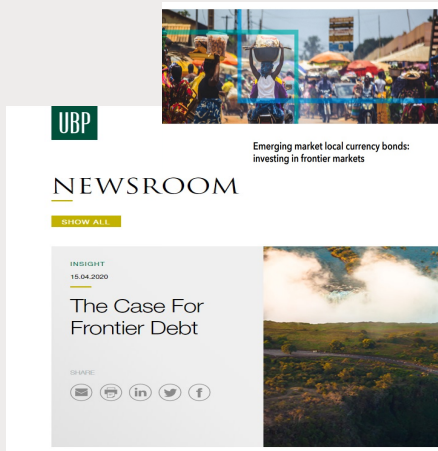 Emerging market local currency bonds:
investing in frontier markets
UBP
NEWSROOM
SHOW ALL
INSIGHT
15.04.2020
The Case For
Frontier Debt
SHARE
in
f